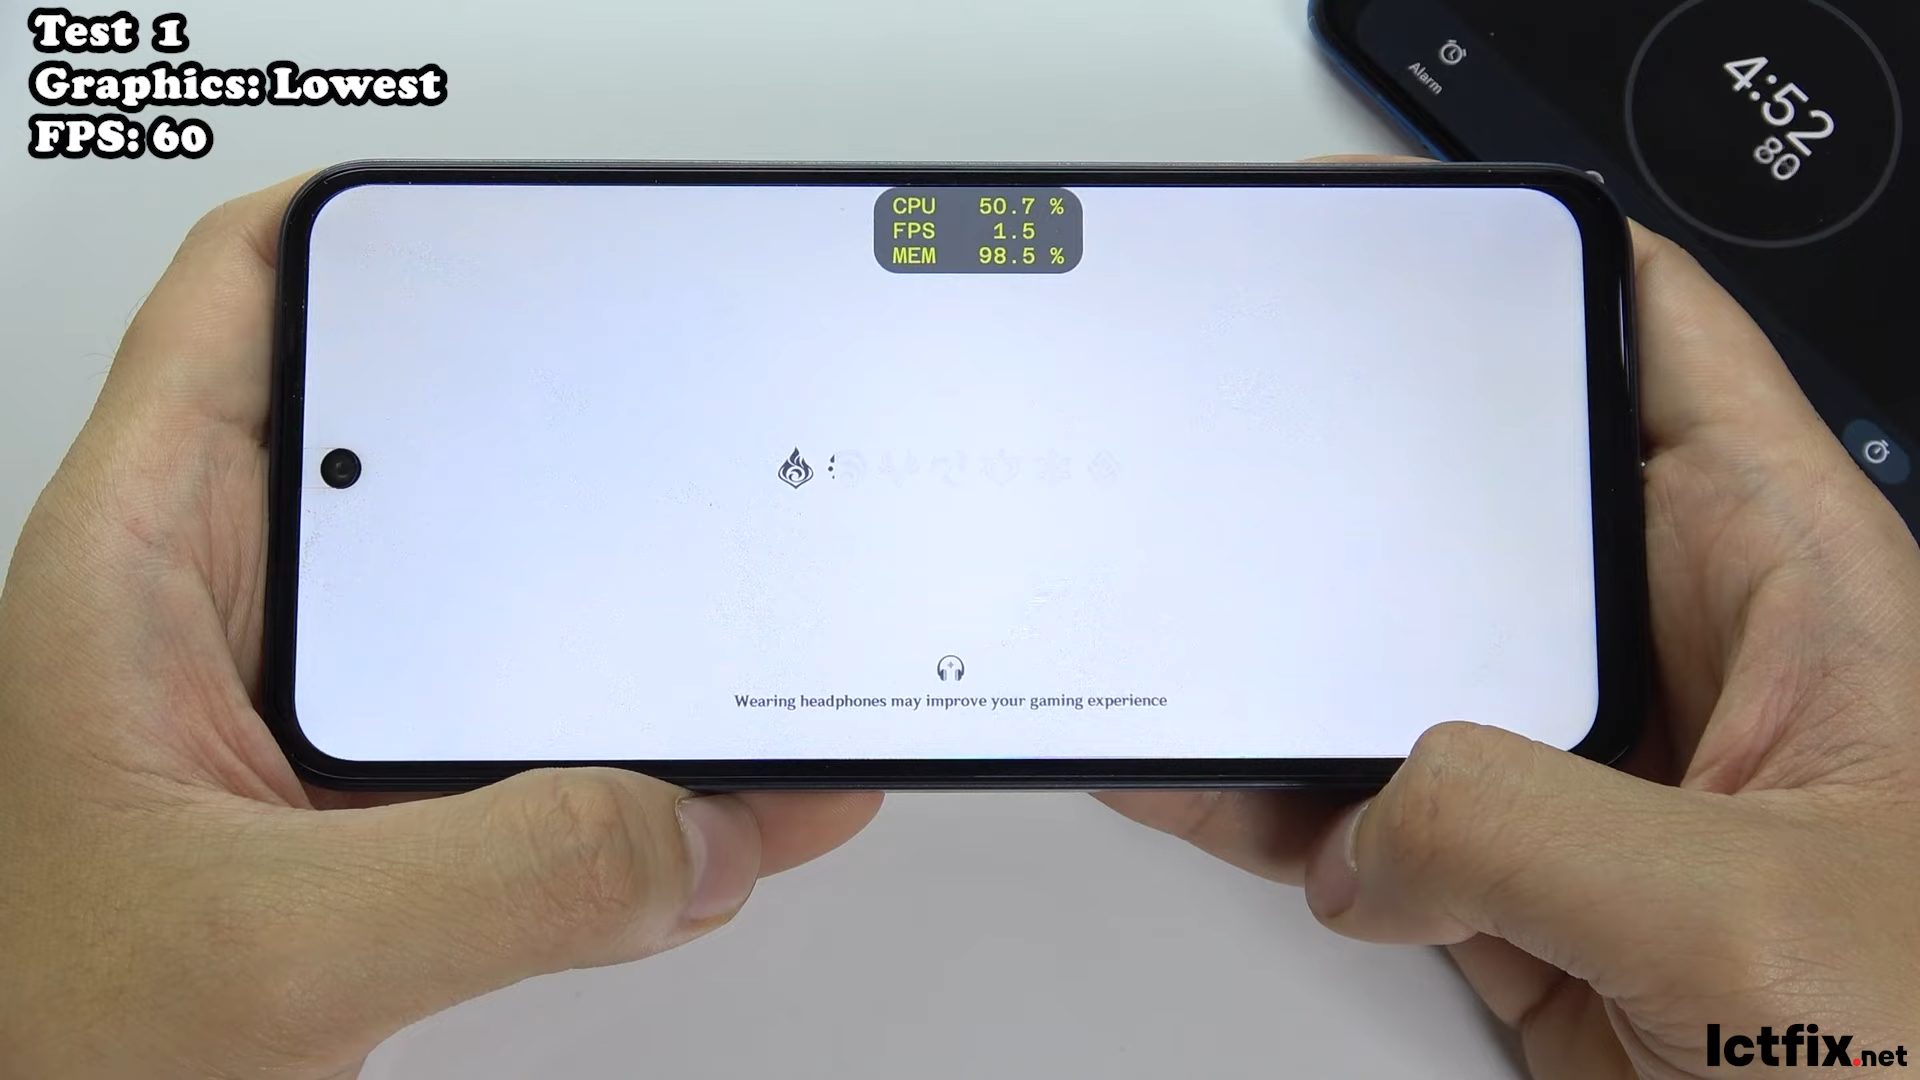 Test 1
Graphics: Lowest
FPS: 60
Alarm
4:52
80
CPU 50.7 %
FPS 1.5
MEM 98.5 %
Wearing headphones may improve your gaming experience
Ictfix.net